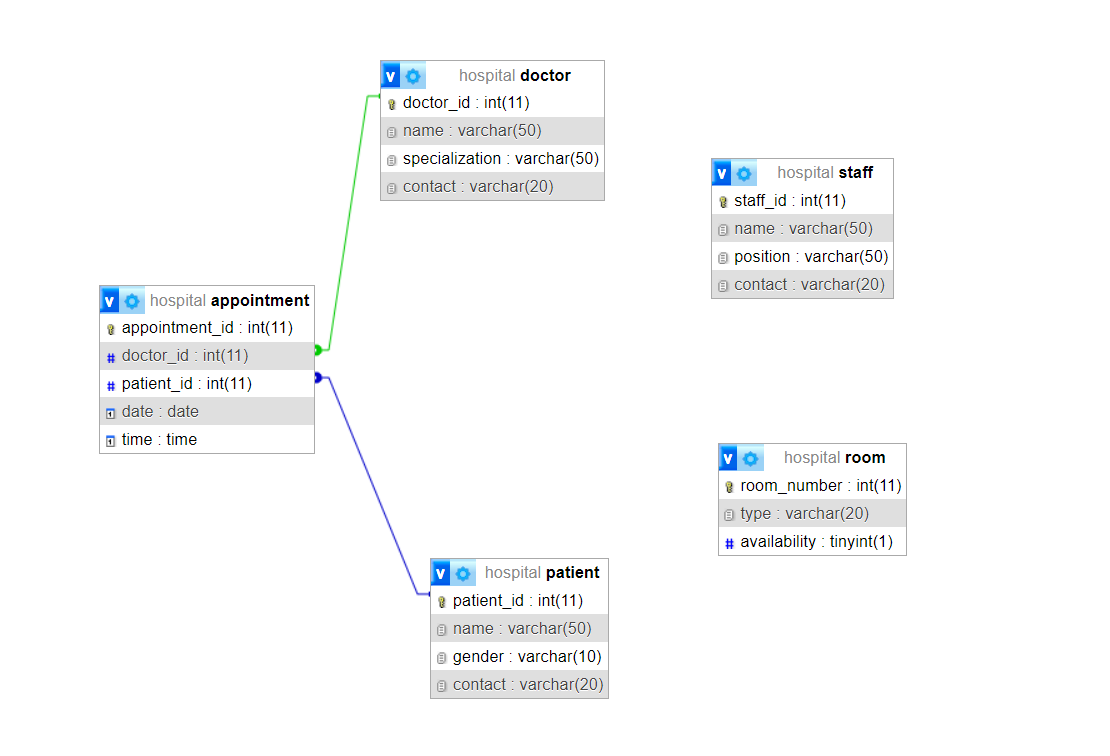 v hospital doctor
doctor_id : int(11)
name : varchar(50)
specialization : varchar(50)
contact : varchar(20)
v hospital staff
staff_id : int(11)
name : varchar(50)
position : varchar(50)
contact : varchar(20)
v hospital appointment
appointment_id : int(11)
# doctor_id : int(11)
# patient_id : int(11)
date : date
time : time
v hospital room
room_number : int(11)
type : varchar(20)
# availability : tinyint(1)
v hospital patient
patient_id : int(11)
name : varchar(50)
gender : varchar(10)
contact : varchar(20)